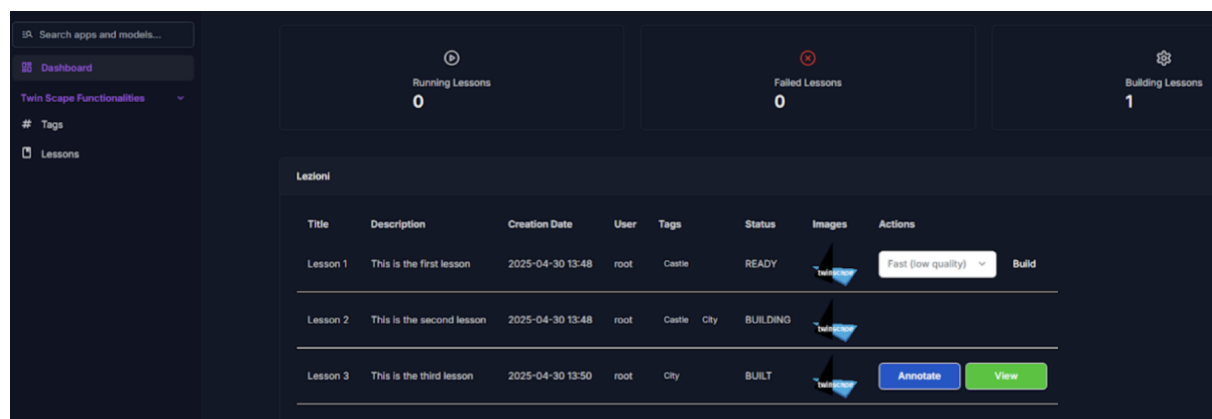 Search apps and models...
Dashboard
Twin Scape Functionalities
# Tags
Lessons
Running Lessons
0
Failed Lessons
0
Building Lessons
1
Lezioni
Title Description Creation Date User Tags Status Images Actions
Lesson 1 This is the first lesson 2025-04-30 13:48 root Castle READY twinscape Fast (low quality) Build
Lesson 2 This is the second lesson 2025-04-30 13:48 root Castle City BUILDING twinscape
Lesson 3 This is the third lesson 2025-04-30 13:50 root City BUILT twinscape Annotate View